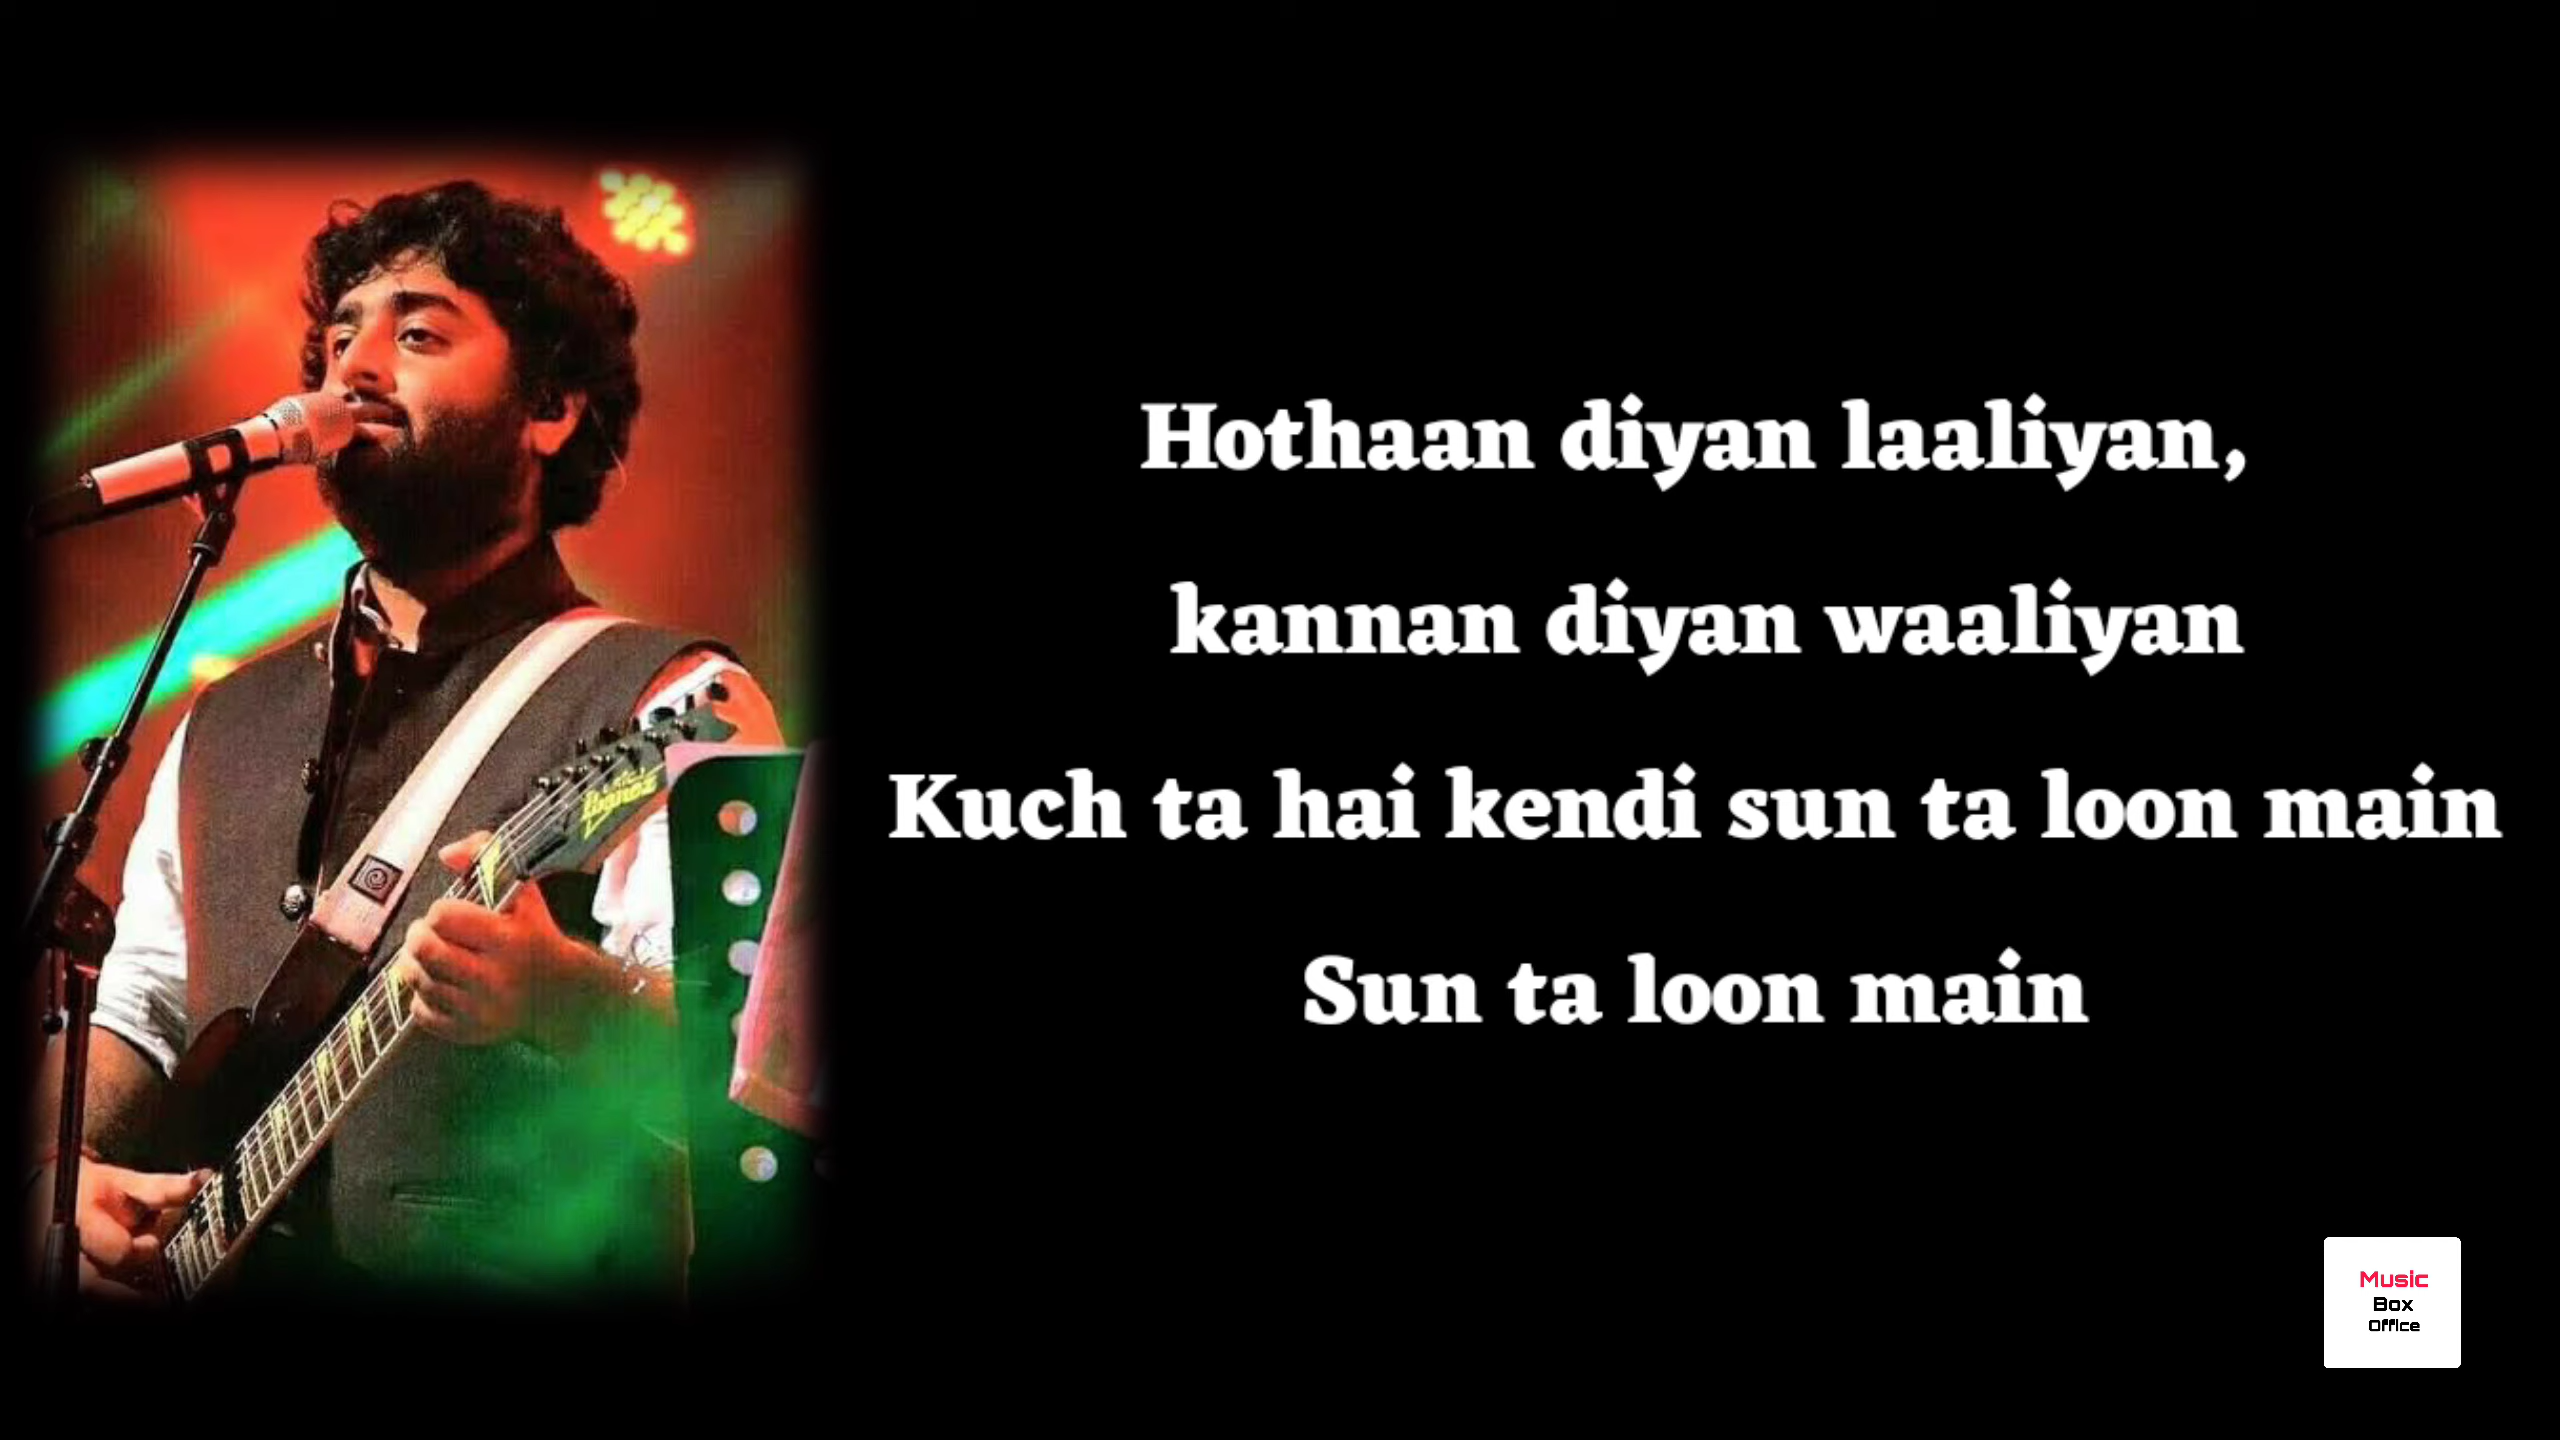 Hothaan diyan laaliyan,
kannan diyan waaliyan
Kuch ta hai kendi sun ta loon main
Sun ta loon main
Ibanez
Music
Box
Office